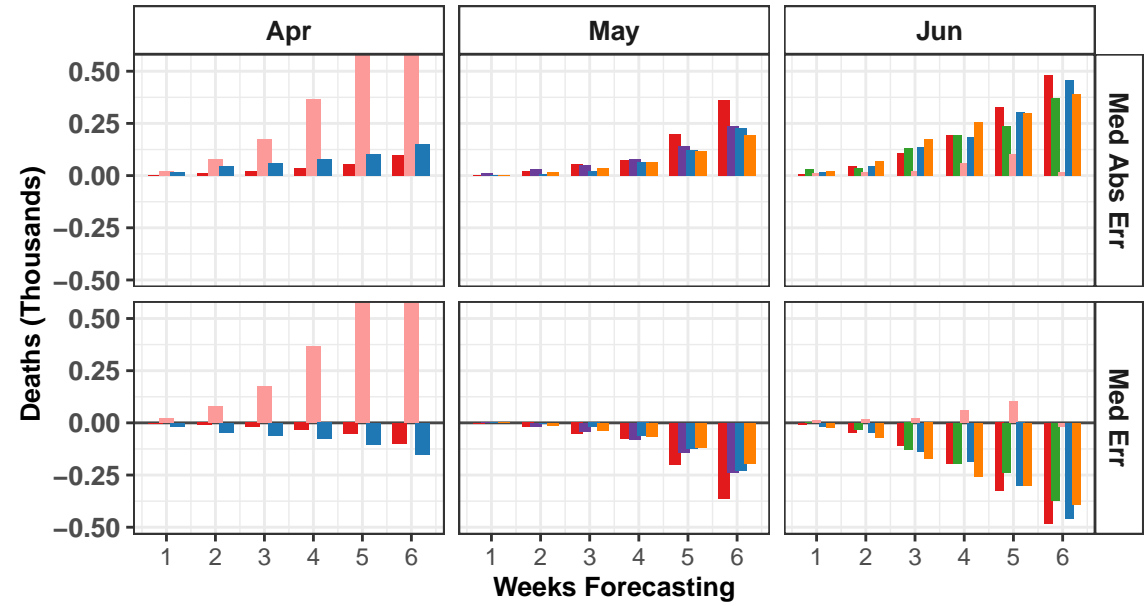 Apr May Jun
Deaths (Thousands)
0.50
0.25
0.00
−0.25
−0.50
Med Abs Err
0.50
0.25
0.00
−0.25
−0.50
Med Err
1 2 3 4 5 6 1 2 3 4 5 6 1 2 3 4 5 6
Weeks Forecasting